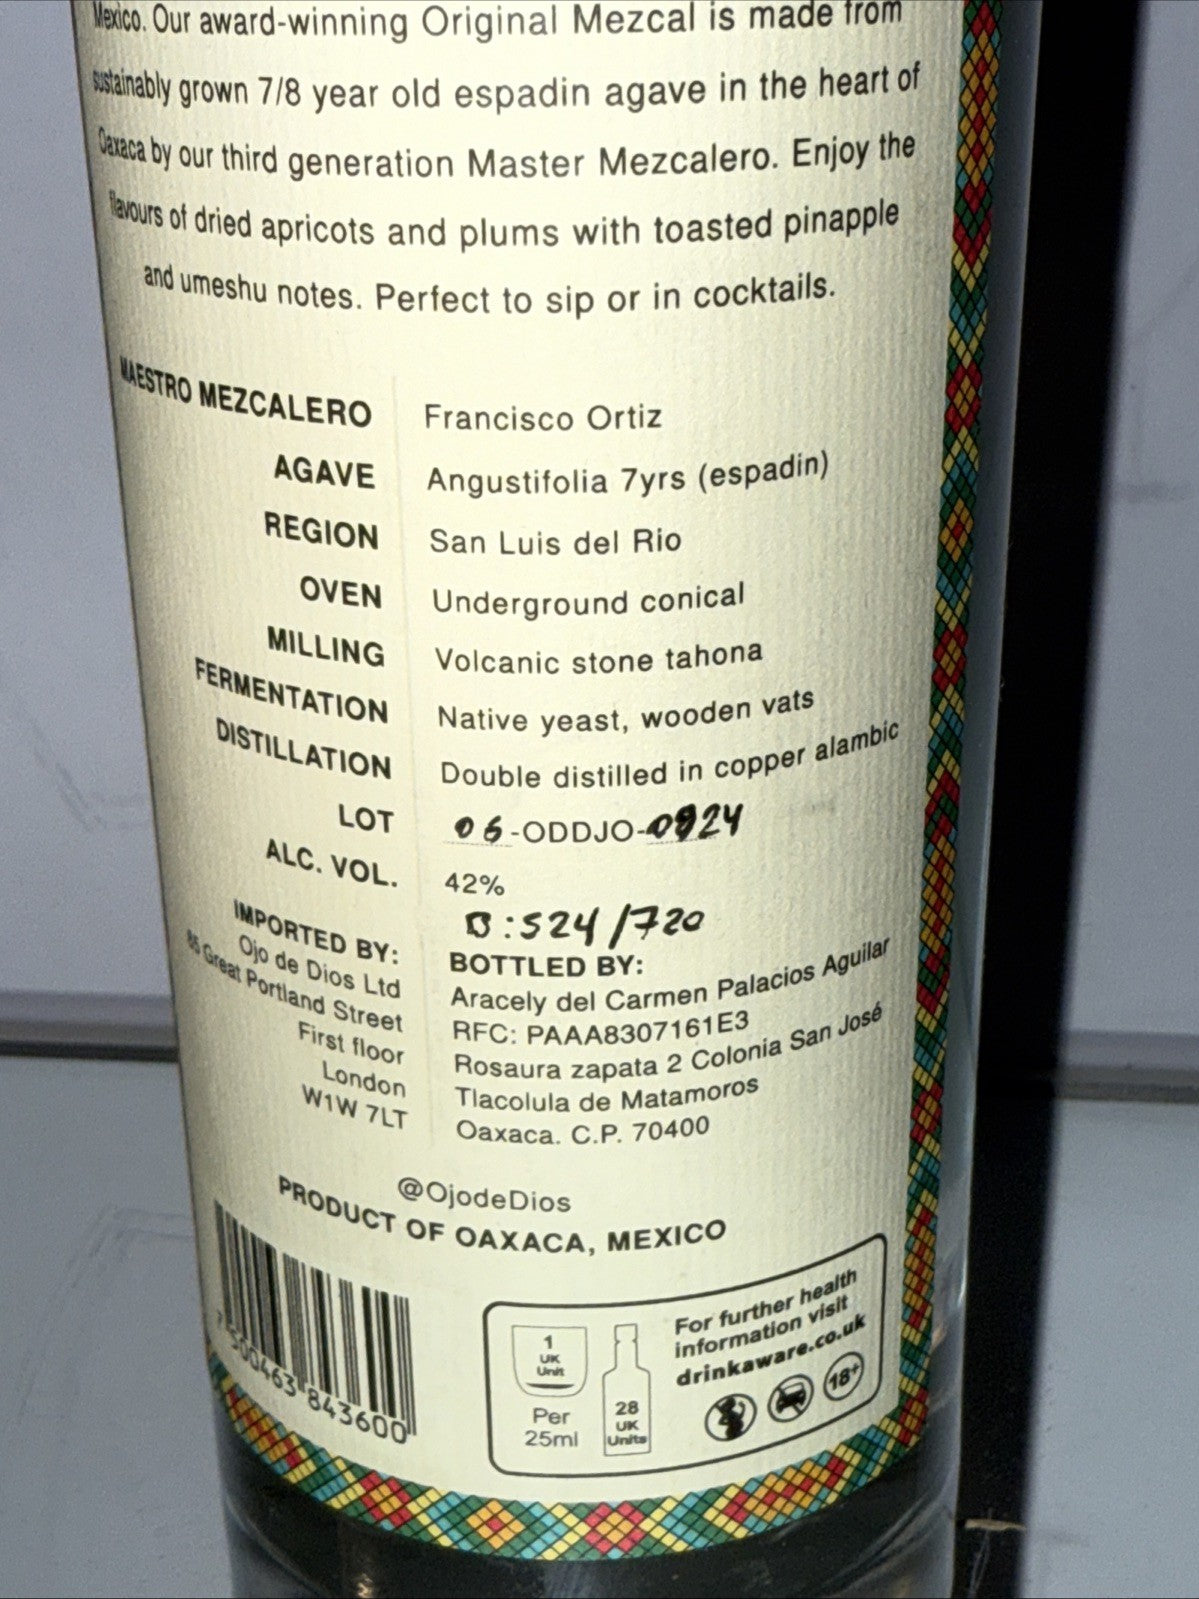 Mexico. Our award-winning Original Mezcal is made from
sustainably grown 7/8 year old espadin agave in the heart of
Oaxaca by our third generation Master Mezcalero. Enjoy the
flavours of dried apricots and plums with toasted pinapple
and umeshu notes. Perfect to sip or in cocktails.
MAESTRO MEZCALERO Francisco Ortiz
AGAVE Angustifolia 7yrs (espadin)
REGION San Luis del Rio
OVEN Underground conical
MILLING Volcanic stone tahona
FERMENTATION Native yeast, wooden vats
DISTILLATION Double distilled in copper alambic
LOT 06-ODDJO-0924
ALC. VOL. 42%
B:524/720
IMPORTED BY:
Ojo de Dios Ltd
85 Great Portland Street
First floor
London
W1W 7LT
BOTTLED BY:
Aracely del Carmen Palacios Aguilar
RFC: PAAA8307161E3
Rosaura zapata 2 Colonia San José
Tlacolula de Matamoros
Oaxaca. C.P. 70400
@OjodeDios
PRODUCT OF OAXACA, MEXICO
7 500463 843600
1
UK
Unit
Per
25ml
28
UK
Units
For further health
information visit
drinkaware.co.uk
18+